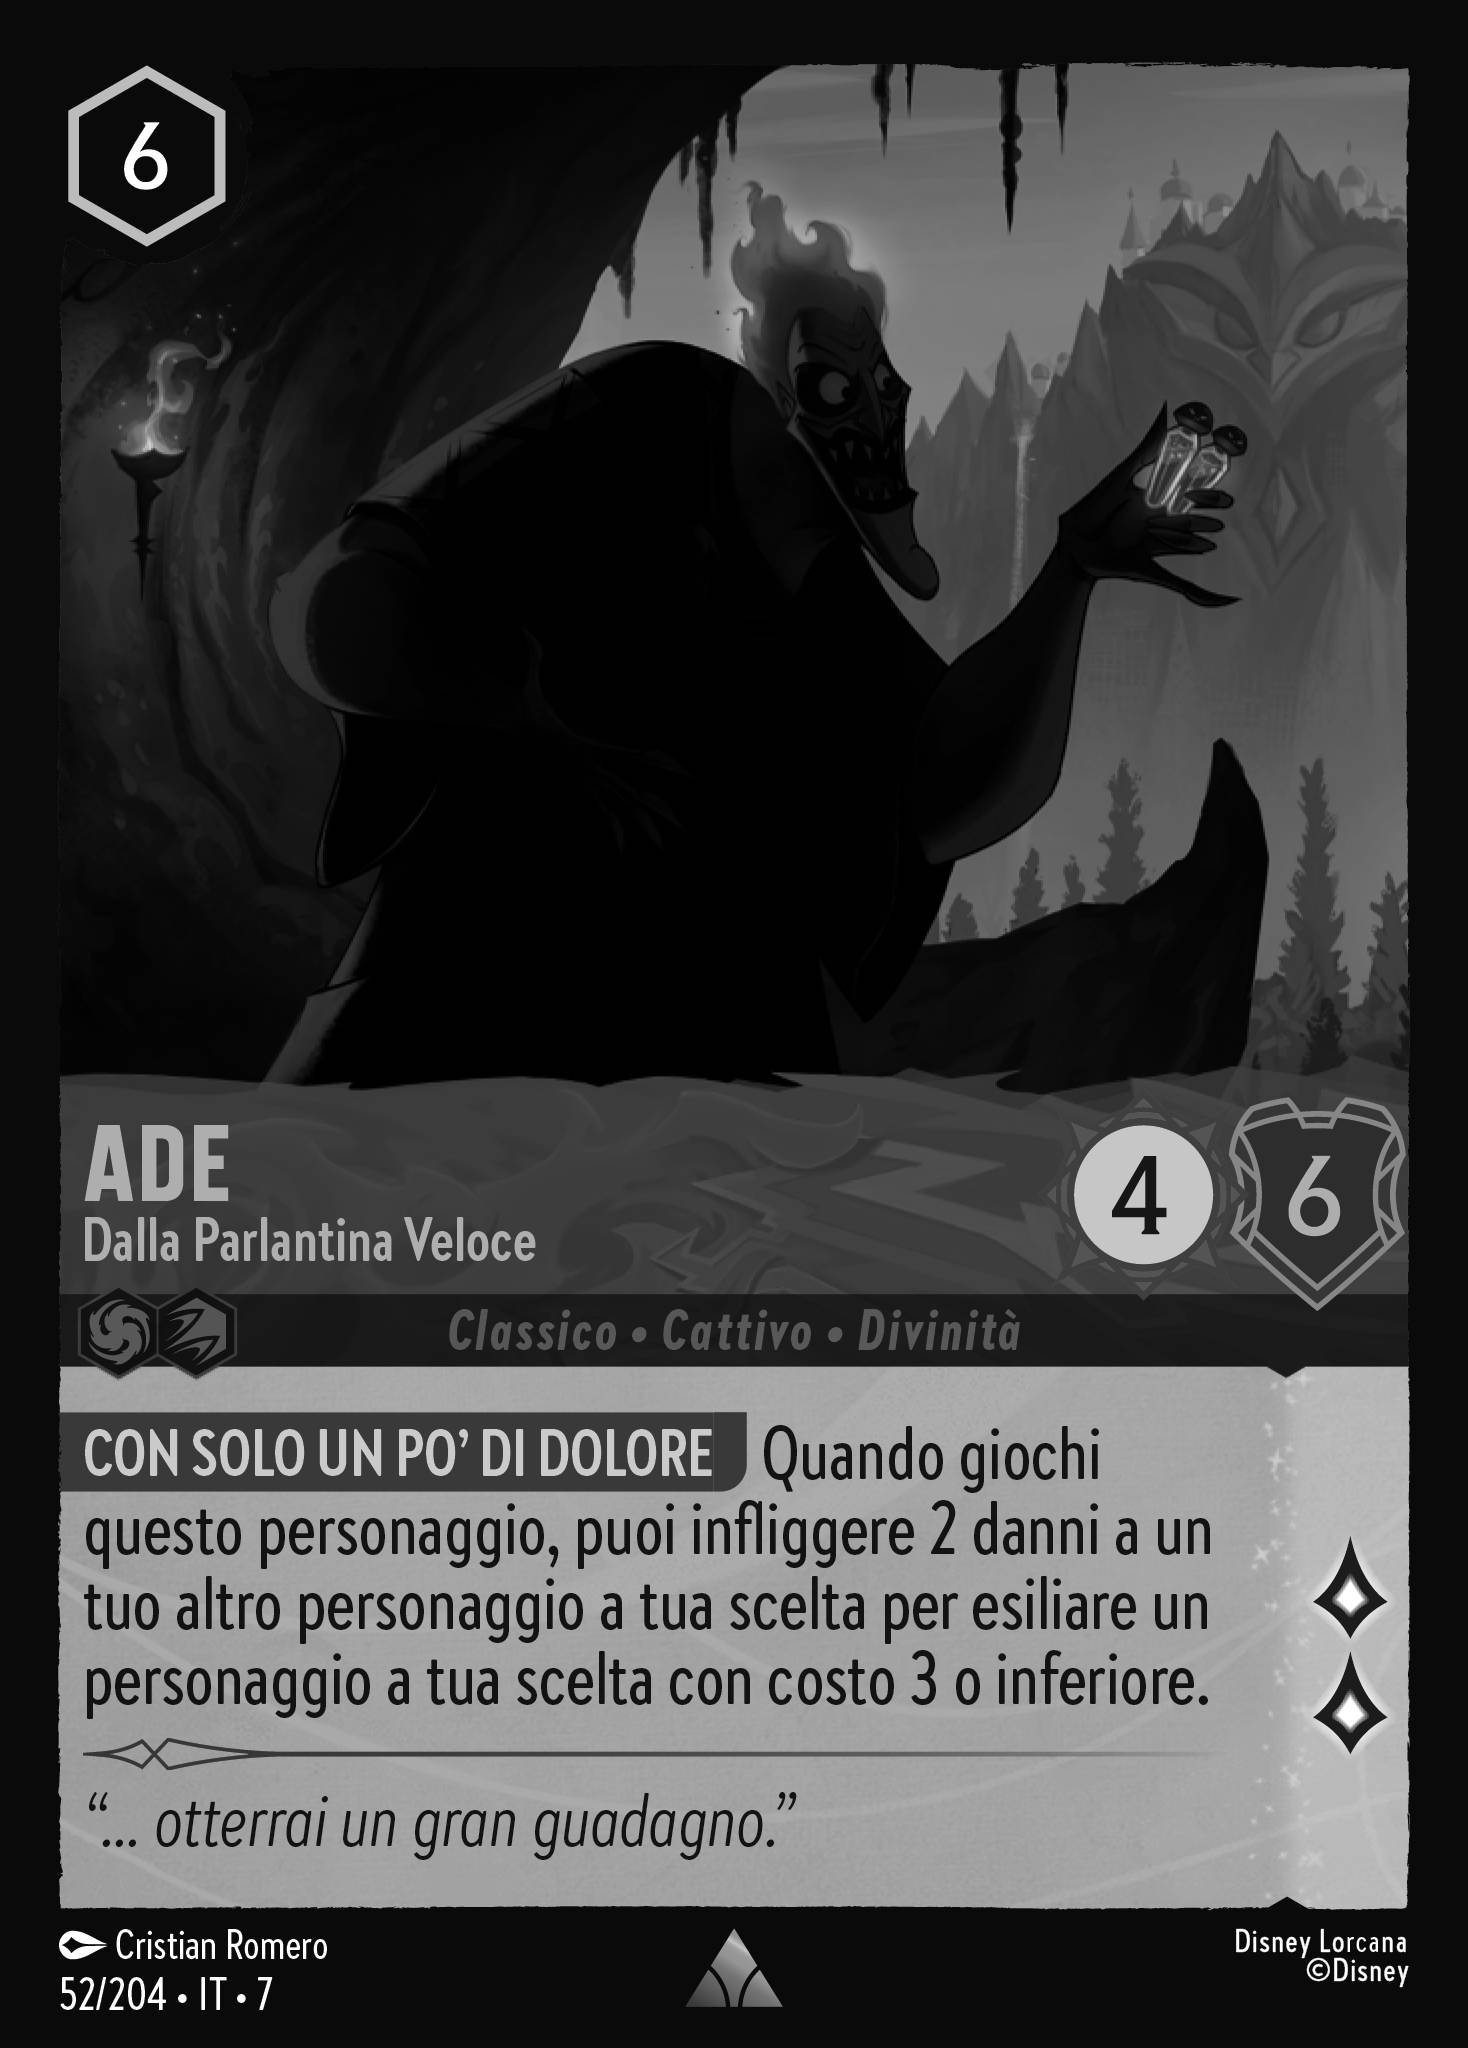 6
ADE
Dalla Parlantina Veloce
4
6
Classico • Cattivo • Divinità
CON SOLO UN PO’ DI DOLORE Quando giochi
questo personaggio, puoi infliggere 2 danni a un
tuo altro personaggio a tua scelta per esiliare un
personaggio a tua scelta con costo 3 o inferiore.
“... otterrai un gran guadagno.”
Cristian Romero
52/204 • IT • 7
Disney Lorcana
©Disney